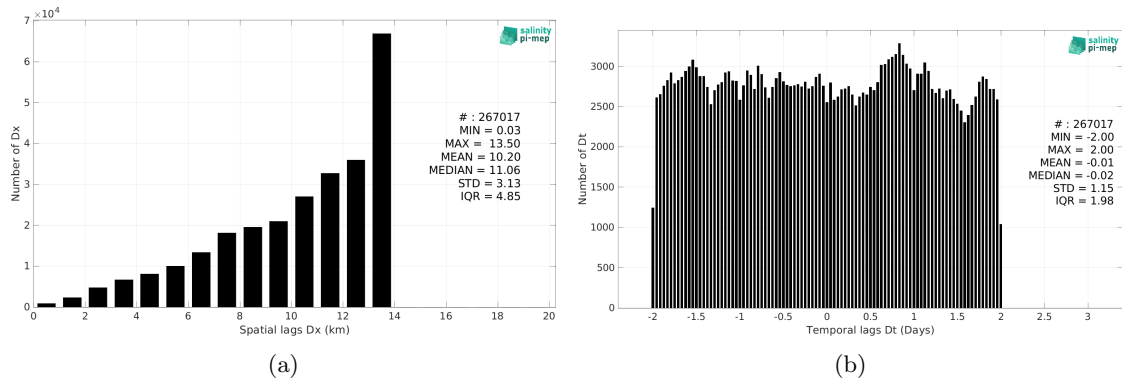 ×10⁴
7
6
5
4
3
2
1
0
Number of Dx
0 2 4 6 8 10 12 14 16 18 20
Spatial lags Dx (km)
salinity
pi-mep
# : 267017
MIN = 0.03
MAX = 13.50
MEAN = 10.20
MEDIAN = 11.06
STD = 3.13
IQR = 4.85
(a)
3000
2500
2000
1500
1000
500
0
Number of Dt
-2 -1.5 -1 -0.5 0 0.5 1 1.5 2 2.5 3
Temporal lags Dt (Days)
salinity
pi-mep
# : 267017
MIN = -2.00
MAX = 2.00
MEAN = -0.01
MEDIAN = -0.02
STD = 1.15
IQR = 1.98
(b)